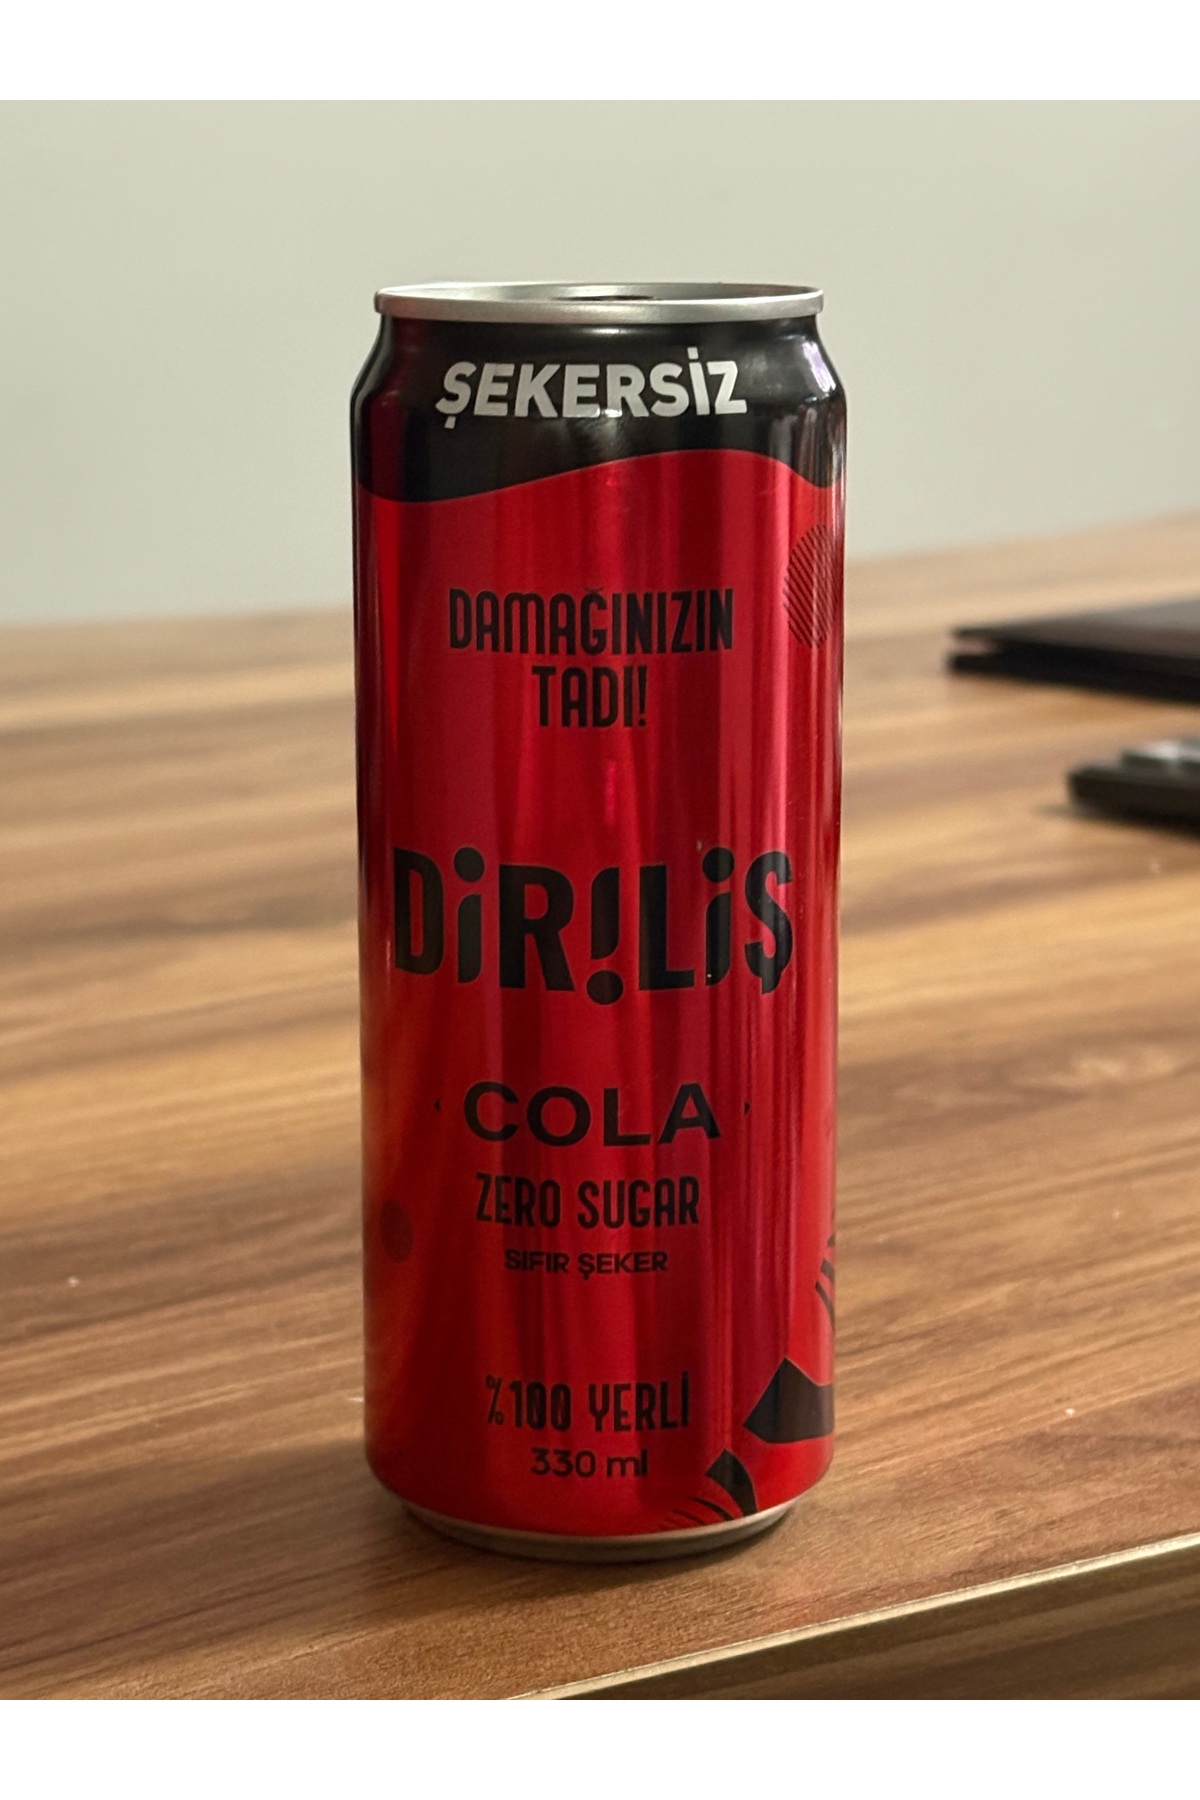 ŞEKERSİZ
DAMAĞINIZIN
TADI!
DİRİLİŞ
COLA
ZERO SUGAR
SIFIR ŞEKER
%100 YERLİ
330 ml